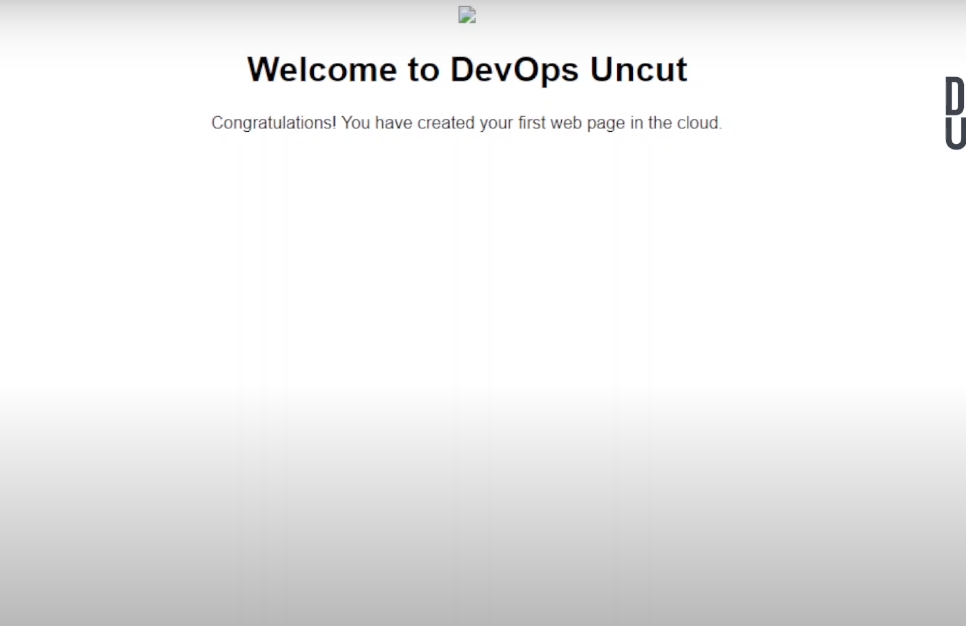 Welcome to DevOps Uncut
Congratulations! You have created your first web page in the cloud.
D
U